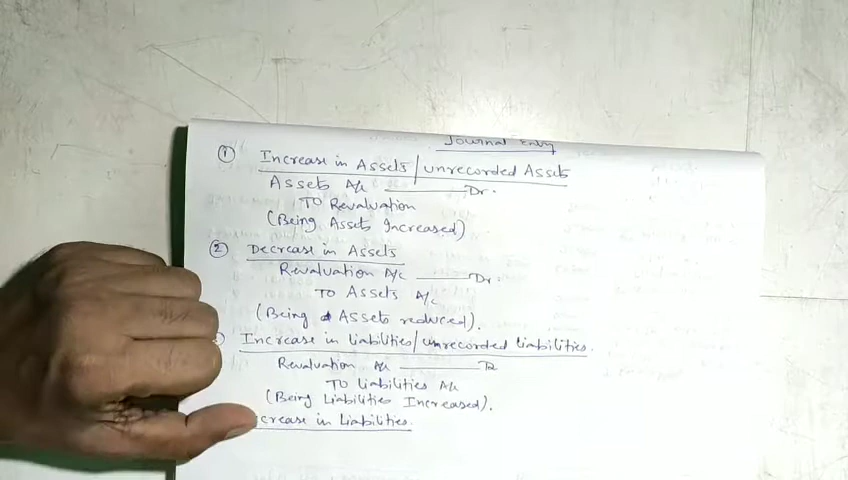 Journal Entry
① Increase in Assets/unrecorded Assets
Assets A/c ———— Dr.
To Revaluation
(Being Assets Increased)
② Decrease in Assets
Revaluation A/c ——— Dr.
To Assets A/c
(Being Assets reduced).
Increase in liabilities/unrecorded liabilities.
Revaluation A/c ————
To liabilities A/c
(Being Liabilities Increased).
crease in Liabilities.